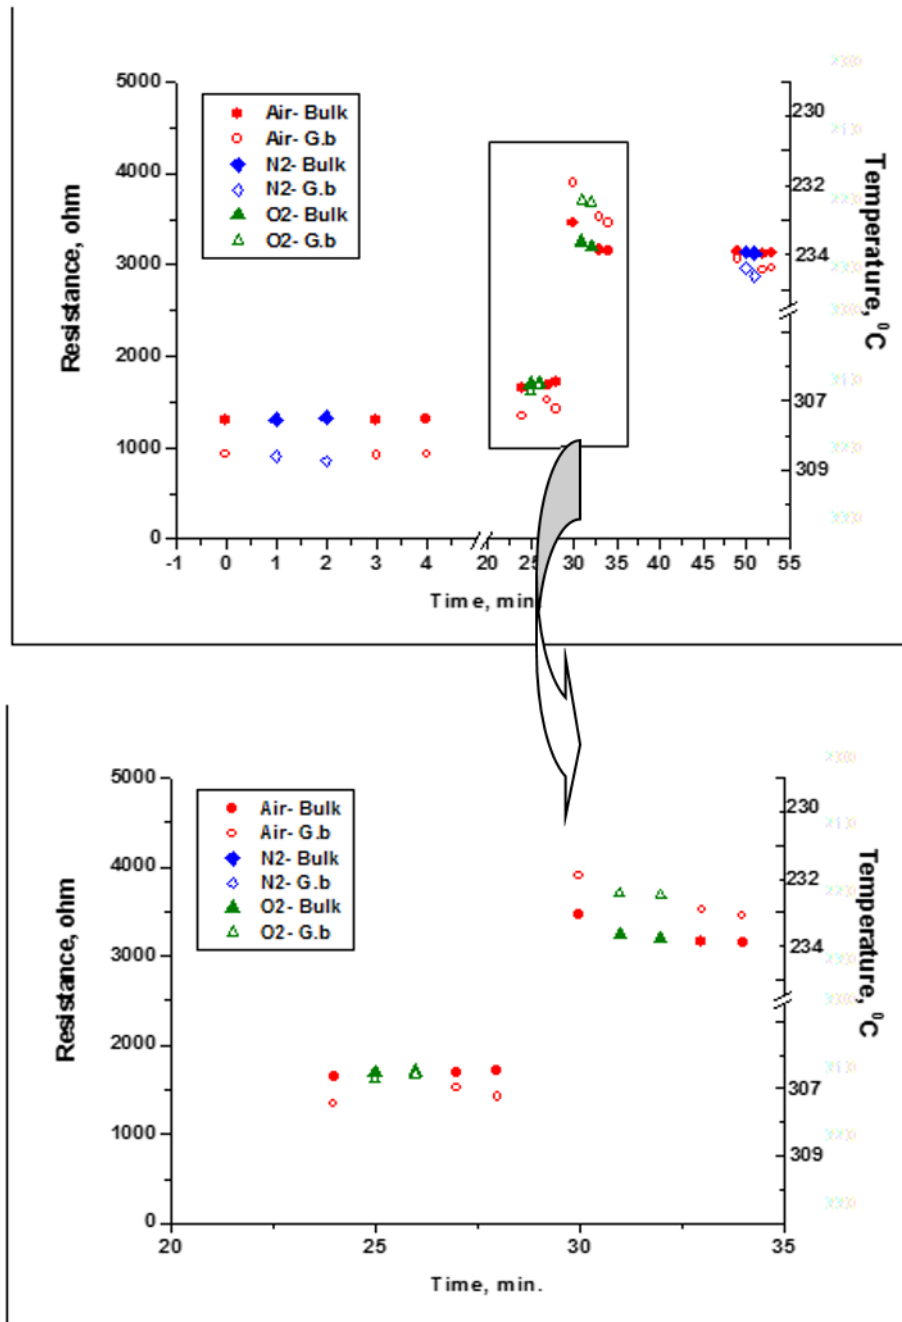 5000
4000
3000
2000
1000
0
Resistance, ohm
Air- Bulk
Air- G.b
N2- Bulk
N2- G.b
O2- Bulk
O2- G.b
230
232
234
307
309
Temperature, ⁰C
-1 0 1 2 3 4 20 25 30 35 40 45 50 55
Time, min.
5000
4000
3000
2000
1000
0
Resistance, ohm
Air- Bulk
Air- G.b
N2- Bulk
N2- G.b
O2- Bulk
O2- G.b
230
232
234
307
309
Temperature, ⁰C
20 25 30 35
Time, min.